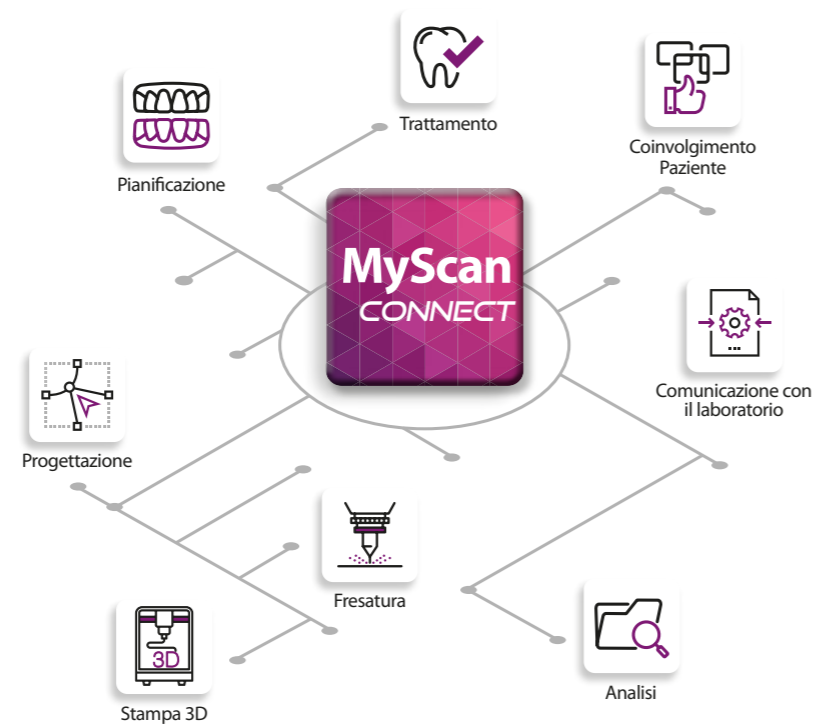 Trattamento
Coinvolgimento
Paziente
Pianificazione
MyScan
CONNECT
Comunicazione con
il laboratorio
Progettazione
Fresatura
3D
Stampa 3D
Analisi